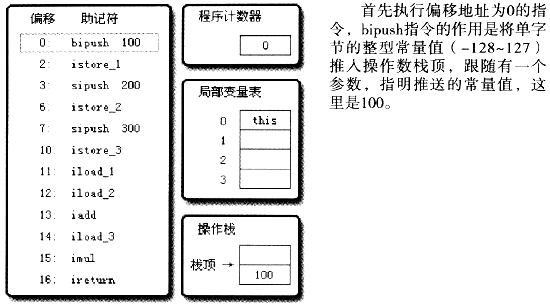 偏移 助记符
0: bipush 100
2: istore_1
3: sipush 200
6: istore_2
7: sipush 300
10: istore_3
11: iload_1
12: iload_2
13: iadd
14: iload_3
15: imul
16: ireturn
程序计数器
0
局部变量表
0 this
1
2
3
操作栈
栈顶 →
100
首先执行偏移地址为0的指
令，bipush指令的作用是将单字
节的整型常量值（-128~127）
推入操作数栈顶，跟随有一个
参数，指明推送的常量值，这
里是100。